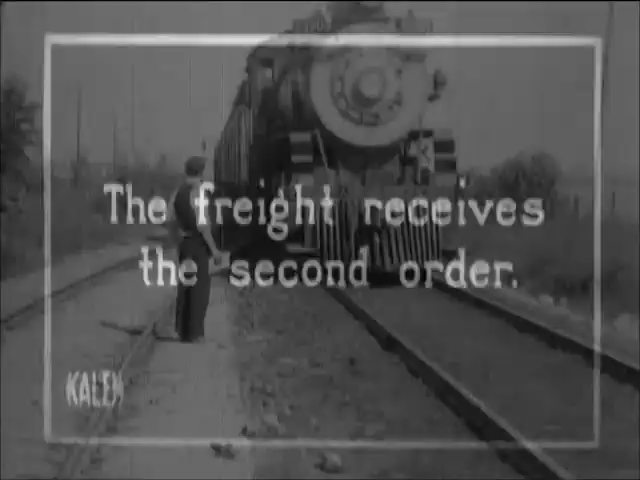 The freight receives
the second order.
KALEM